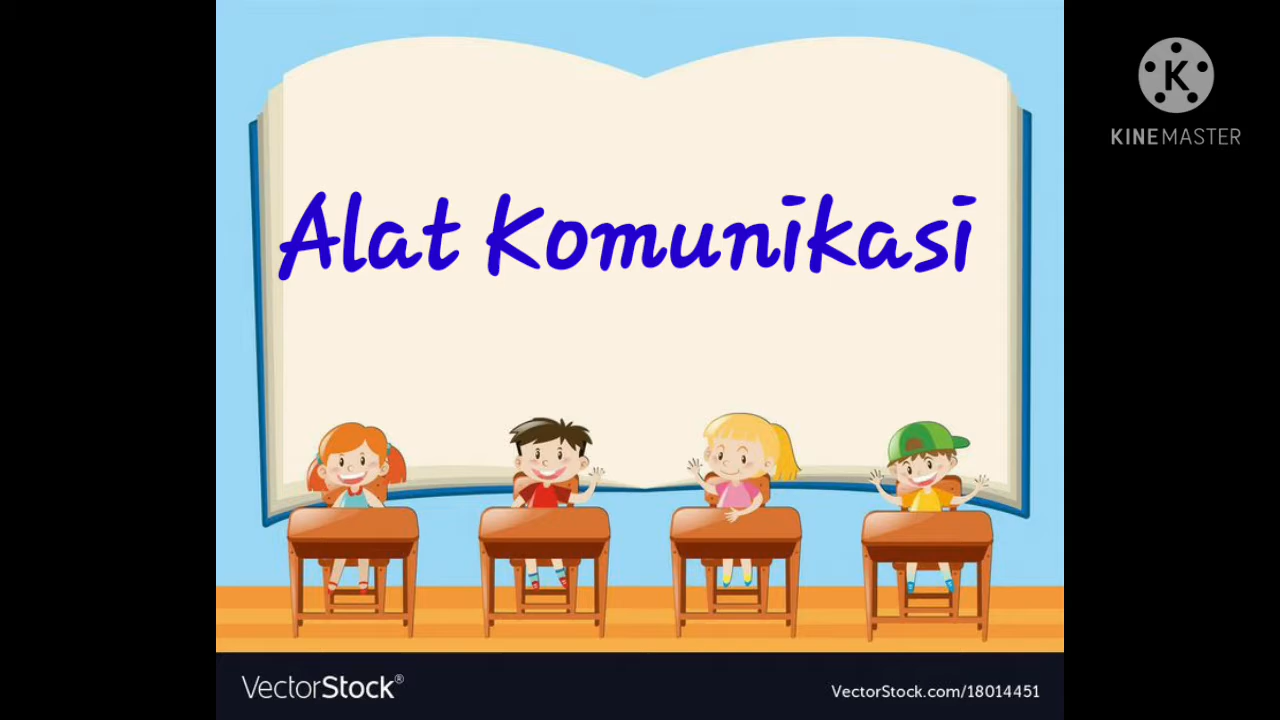 Alat Komunikasi
K
KINEMASTER
VectorStock®
VectorStock.com/18014451